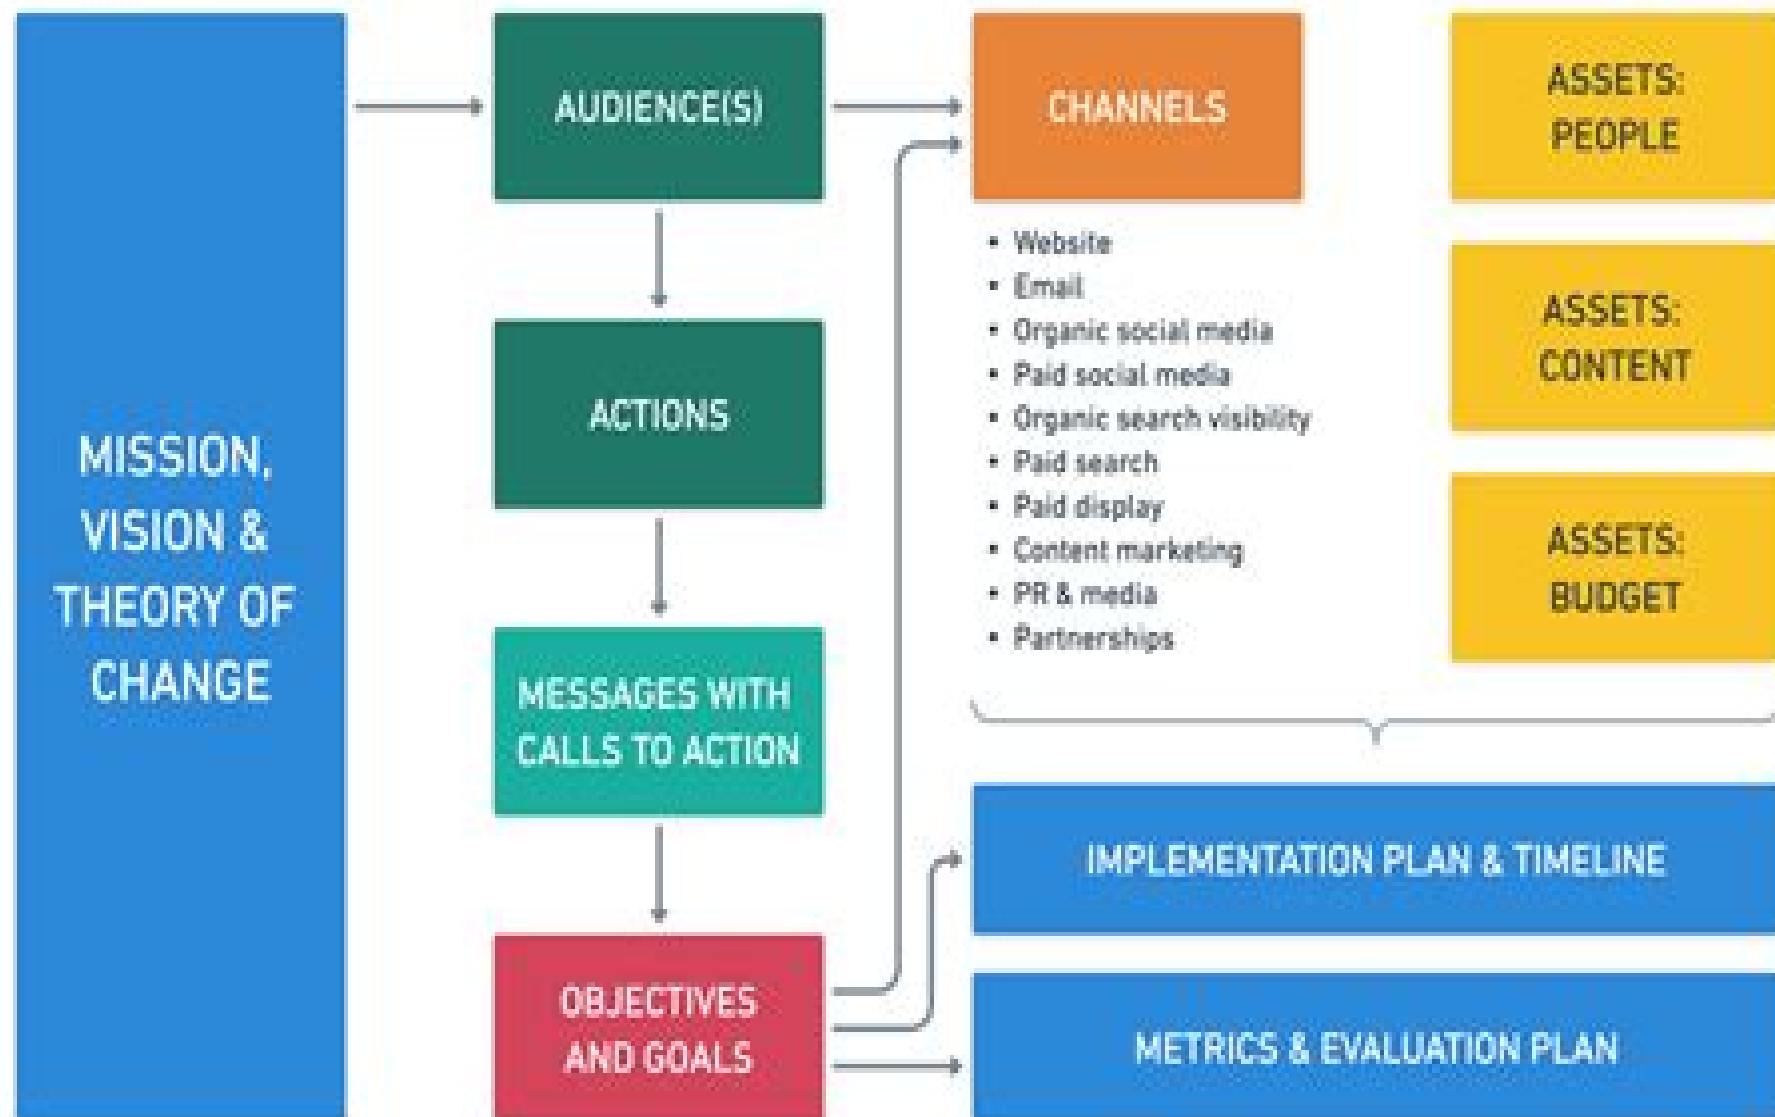 MISSION,
VISION &
THEORY OF
CHANGE
AUDIENCE(S)
ACTIONS
MESSAGES WITH
CALLS TO ACTION
OBJECTIVES
AND GOALS
CHANNELS
• Website
• Email
• Organic social media
• Paid social media
• Organic search visibility
• Paid search
• Paid display
• Content marketing
• PR & media
• Partnerships
ASSETS:
PEOPLE
ASSETS:
CONTENT
ASSETS:
BUDGET
IMPLEMENTATION PLAN & TIMELINE
METRICS & EVALUATION PLAN